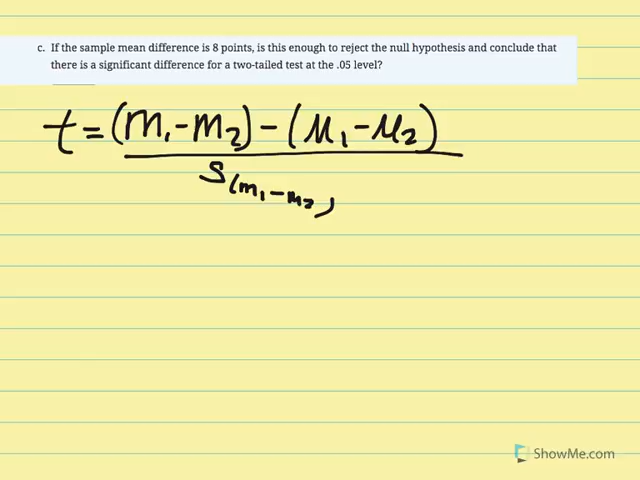 c. If the sample mean difference is 8 points, is this enough to reject the null hypothesis and conclude that
there is a significant difference for a two-tailed test at the .05 level?
t = (m₁ - m₂) - (μ₁ - μ₂)
S(m₁ - m₂)
ShowMe.com